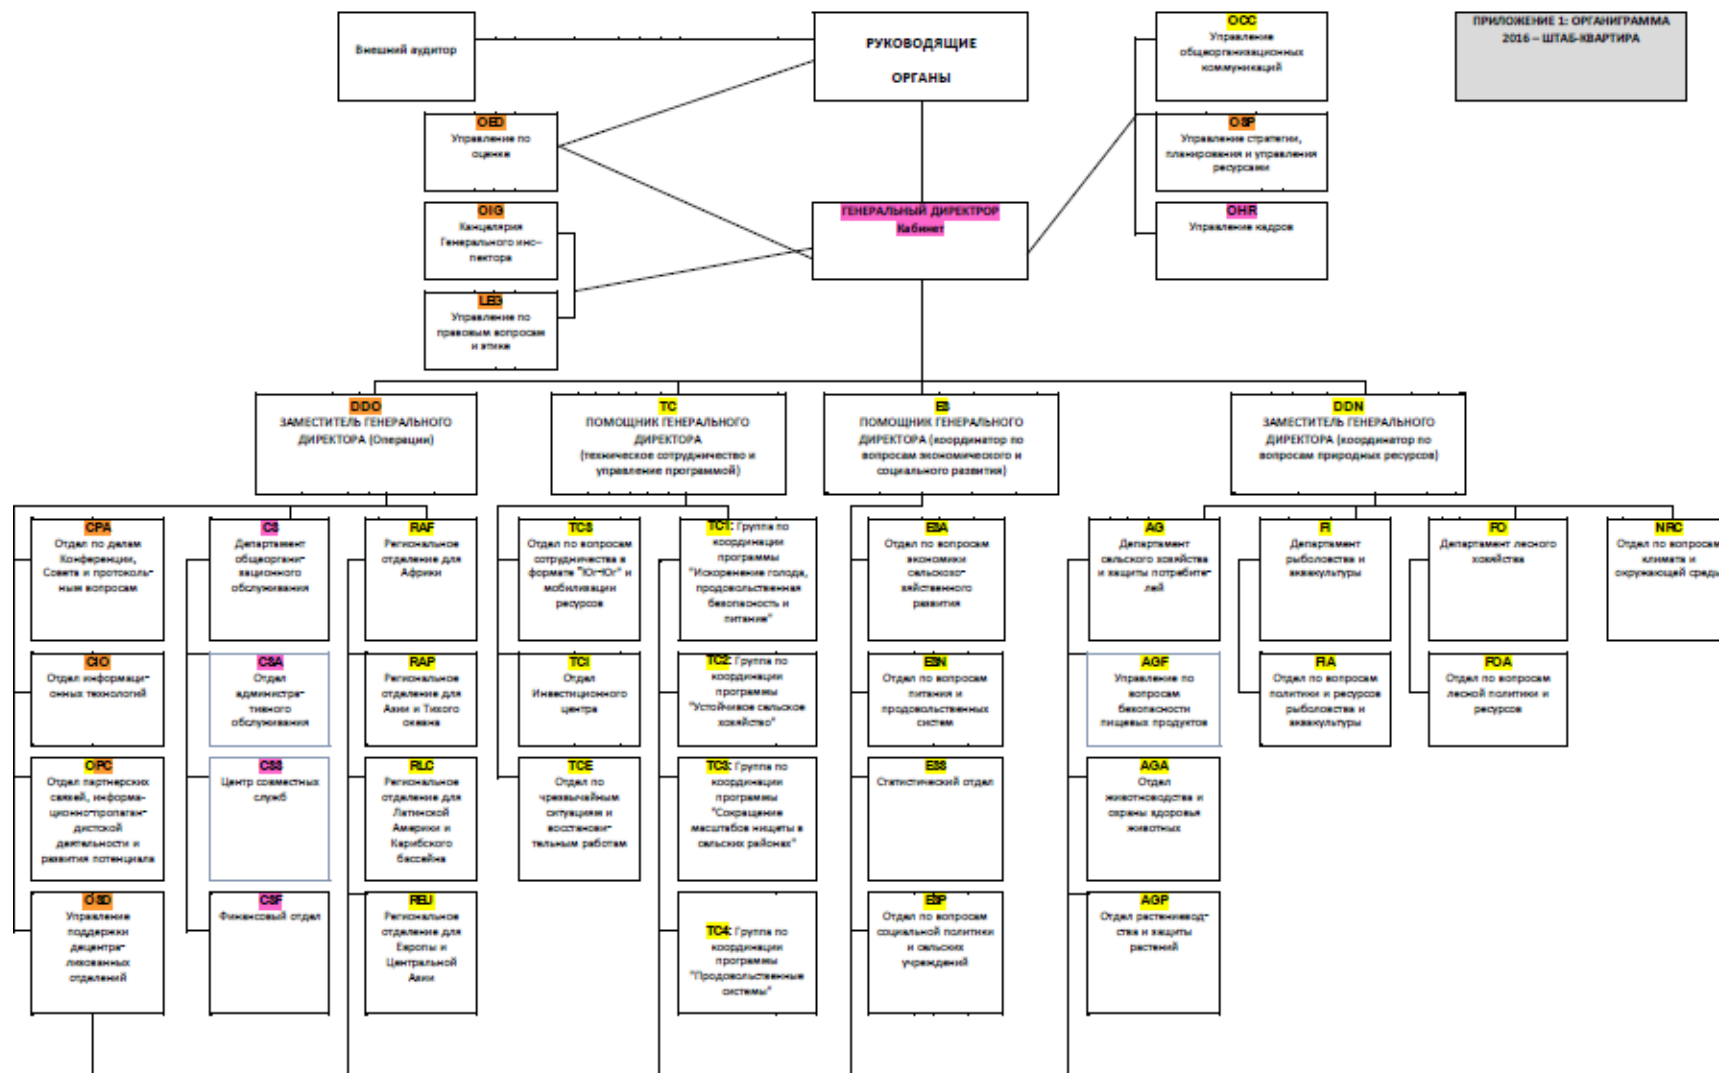 Внешний аудитор
РУКОВОДЯЩИЕ
ОРГАНЫ
OCC
Управление
общеорганизационных
коммуникаций
ПРИЛОЖЕНИЕ 1: ОРГАНИГРАММА
2016 – ШТАБ-КВАРТИРА
OED
Управление по
оценке
OSP
Управление стратегии,
планирования и управления
ресурсами
OIG
Канцелярия
Генерального инс–
пектора
ГЕНЕРАЛЬНЫЙ ДИРЕКТРОР
Кабинет
OHR
Управление кадров
LEG
Управление по
правовым вопросам
и этике
DDO
ЗАМЕСТИТЕЛЬ ГЕНЕРАЛЬНОГО
ДИРЕКТОРА (Операции)
TC
ПОМОЩНИК ГЕНЕРАЛЬНОГО
ДИРЕКТОРА
(техническое сотрудничество и
управление программой)
ES
ПОМОЩНИК ГЕНЕРАЛЬНОГО
ДИРЕКТОРА (координатор по
вопросам экономического и
социального развития)
DDN
ЗАМЕСТИТЕЛЬ ГЕНЕРАЛЬНОГО
ДИРЕКТОРА (координатор по
вопросам природных ресурсов)
CPA
Отдел по делам
Конференции,
Совета и протоколь-
ным вопросам
CS
Департамент
общеоргани-
зационного
обслуживания
RAF
Региональное
отделение для
Африки
TCS
Отдел по вопросам
сотрудничества в
формате "Юг-Юг" и
мобилизации
ресурсов
TC1: Группа по
координации
программы
"Искоренение голода,
продовольственная
безопасность и
питание"
ESA
Отдел по вопросам
экономики
сельскохо-
зяйственного
развития
AG
Департамент
сельского хозяйства
и защиты потребите-
лей
FI
Департамент
рыболовства и
аквакультуры
FO
Департамент лесного
хозяйства
NRC
Отдел по вопросам
климата и
окружающей среды
CIO
Отдел информаци-
онных технологий
CSA
Отдел
администра-
тивного
обслуживания
RAP
Региональное
отделение для
Азии и Тихого
океана
TCI
Отдел
Инвестиционного
центра
TC2: Группа по
координации
программы
"Устойчивое сельское
хозяйство"
ESN
Отдел по вопросам
питания и
продовольственных
систем
AGF
Управление по
вопросам
безопасности
пищевых продуктов
FIA
Отдел по вопросам
политики и ресурсов
рыболовства и
аквакультуры
FOA
Отдел по вопросам
лесной политики и
ресурсов
OPC
Отдел партнерских
связей, информа-
ционно-пропаган-
дистской
деятельности и
развития потенциала
CSS
Центр совместных
служб
RLC
Региональное
отделение для
Латинской
Америки и
Карибского
бассейна
TCE
Отдел по
чрезвычайным
ситуациям и
восстанови-
тельным работам
TC3: Группа по
координации
программы
"Сокращение
масштабов нищеты в
сельских районах"
ESS
Статистический отдел
AGA
Отдел
животноводства и
охраны здоровья
животных
OSD
Управление
поддержки
децентра-
лизованных
отделений
CSF
Финансовый отдел
REU
Региональное
отделение для
Европы и
Центральной
Азии
TC4: Группа по
координации
программы
"Продовольственные
системы"
ESP
Отдел по вопросам
социальной политики
и сельских
учреждений
AGP
Отдел растениевод-
ства и защиты
растений